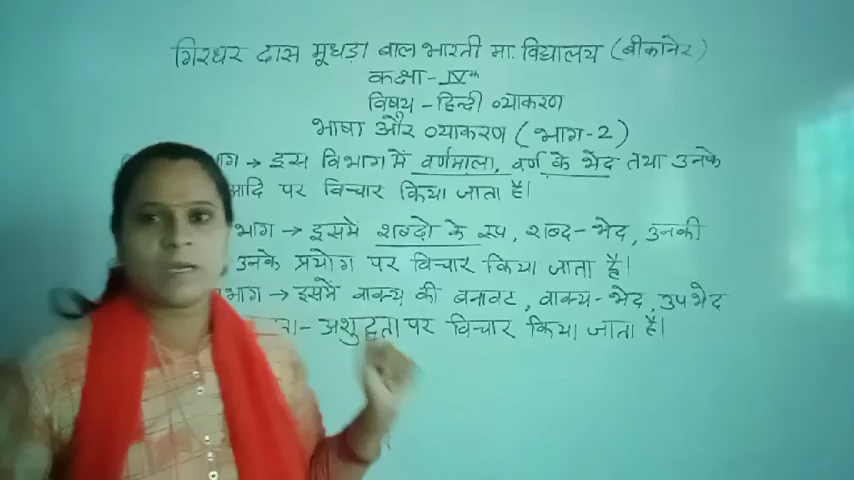 गिरधर दास मूधड़ा बाल भारती मा. विद्यालय (बीकानेर)
कक्षा - IVth
विषय - हिन्दी व्याकरण
भाषा और व्याकरण (भाग-2)
भाग → इस विभाग में वर्णमाला, वर्ण के भेद तथा उनके
आदि पर विचार किया जाता है।
भाग → इसमें शब्दो के रूप, शब्द-भेद, उनकी
उनके प्रयोग पर विचार किया जाता है।
भाग → इसमें वाक्य की बनावट, वाक्य-भेद, उपभेद
- अशुद्धता पर विचार किया जाता है।